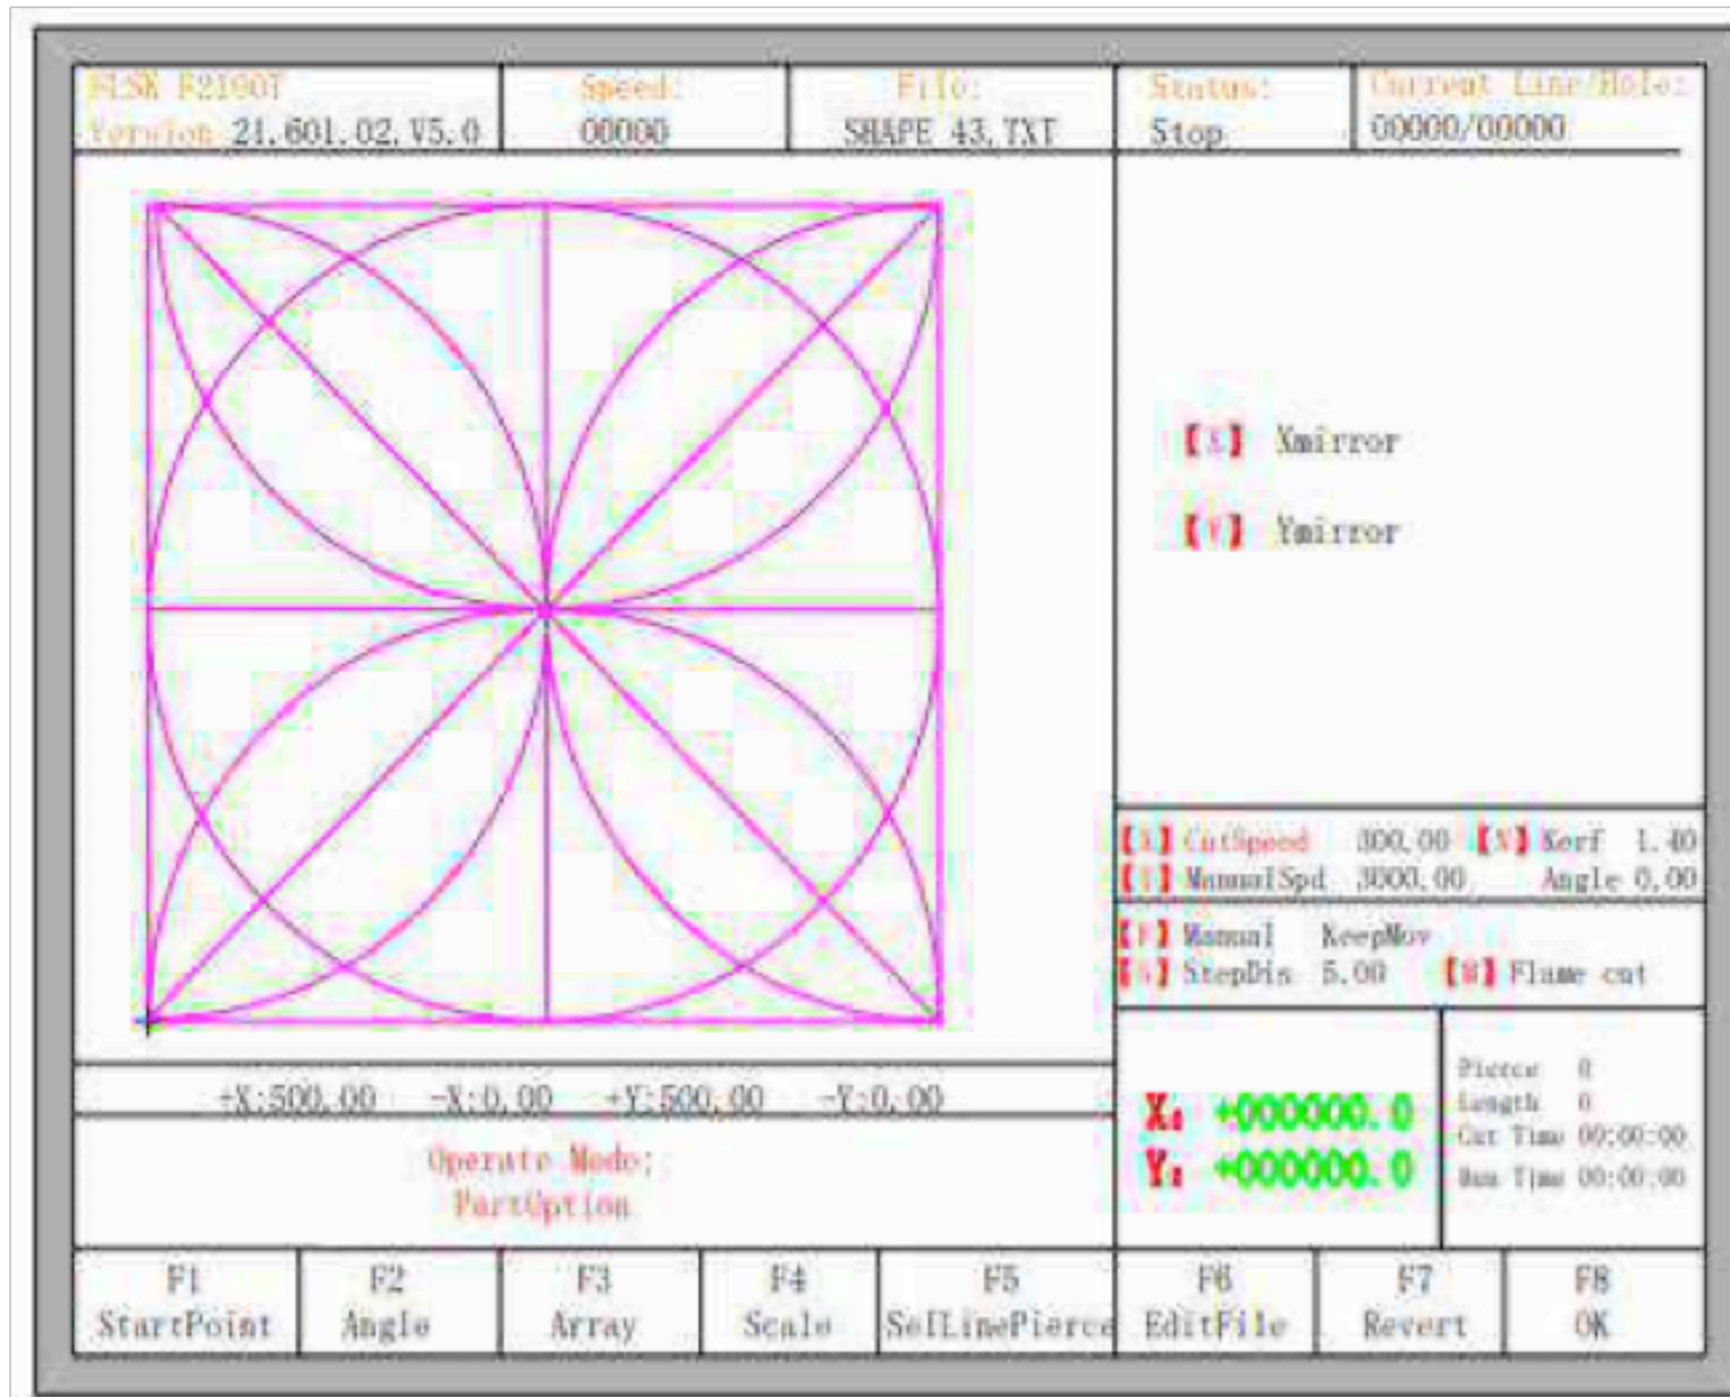 FLSK F2100T
Version 21.601.02.V5.0
Speed:
00000
File:
SHAPE 43.TXT
Status:
Stop
Current Line/Hole:
00000/00000
【X】 Xmirror
【Y】 Ymirror
CutSpeed 300.00 Kerf 1.40
ManualSpd 3000.00 Angle 0.00
Manual KeepMov
StepDis 5.00 【M】 Flame cut
+X:500.00 -X:0.00 +Y:500.00 -Y:0.00
Operate Mode:
PartOption
X: +000000.0
Y: +000000.0
Pierce 0
Length 0
Cut Time 00:00:00
Run Time 00:00:00
F1
StartPoint
F2
Angle
F3
Array
F4
Scale
F5
SelLinePierce
F6
EditFile
F7
Revert
F8
OK